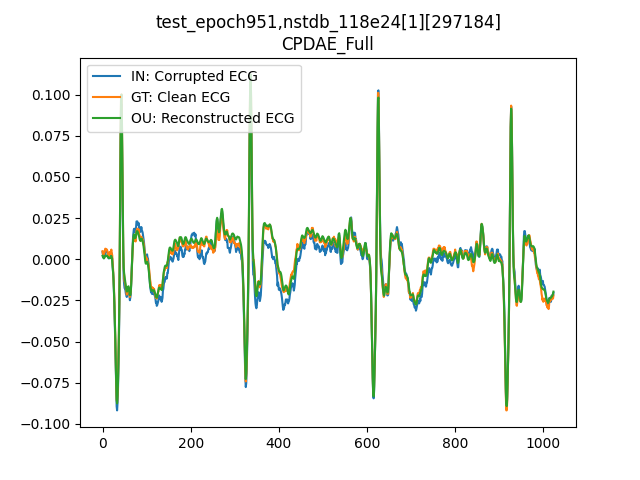 test_epoch951,nstdb_118e24[1][297184]
CPDAE_Full
IN: Corrupted ECG
GT: Clean ECG
OU: Reconstructed ECG
0.100
0.075
0.050
0.025
0.000
−0.025
−0.050
−0.075
−0.100
0 200 400 600 800 1000